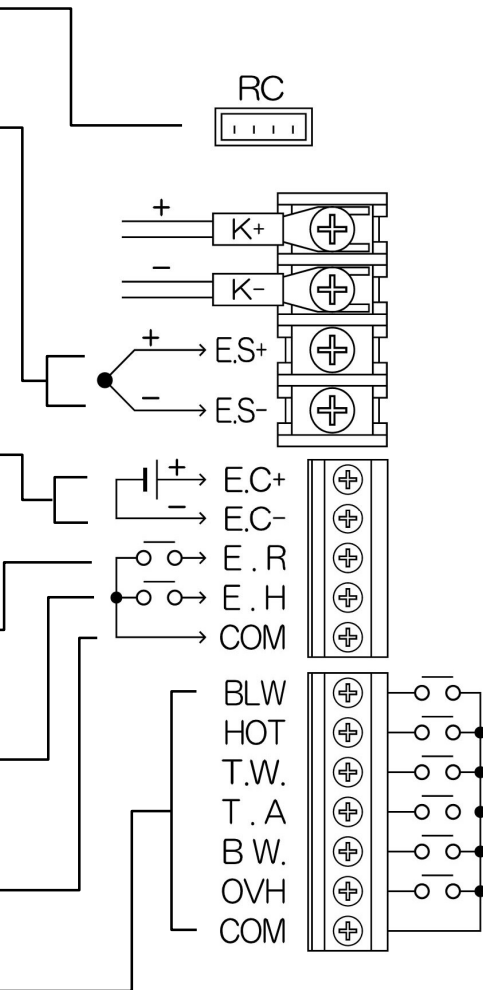 RC
+
K+
−
K−
+
E.S+
−
E.S−
+
E.C+
−
E.C−
E.R
E.H
COM
BLW
HOT
T.W.
T.A
B W.
OVH
COM